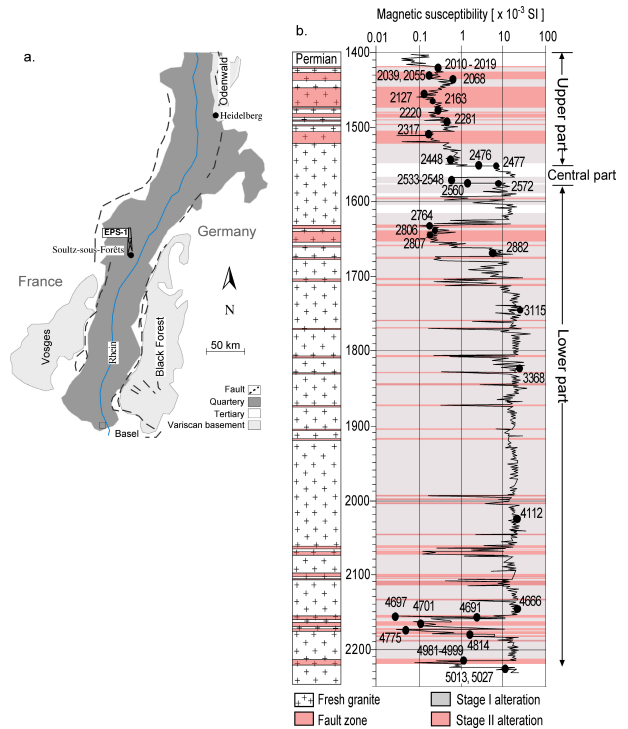 a.
Odenwald
Heidelberg
EPS-1
Soultz-sous-Forêts
Germany
France
N
Vosges
Rhein
Black Forest
50 km
Fault
Quartery
Tertiary
Variscan basement
Basel
b.
Magnetic susceptibility [ x 10-3 SI]
0.01 0.1 1 10 100
1400
Permian
2010 - 2019
2039, 2055
2068
2127
2163
2220
2281
1500
2317
2448
2476
2477
2533-2548
2560
2572
1600
2764
2806
2807
2882
1700
3115
1800
3368
1900
2000
4112
2100
4666
4697
4701
4691
4775
4814
4981-4999
2200
5013, 5027
Upper part
Central part
Lower part
Fresh granite
Fault zone
Stage I alteration
Stage II alteration